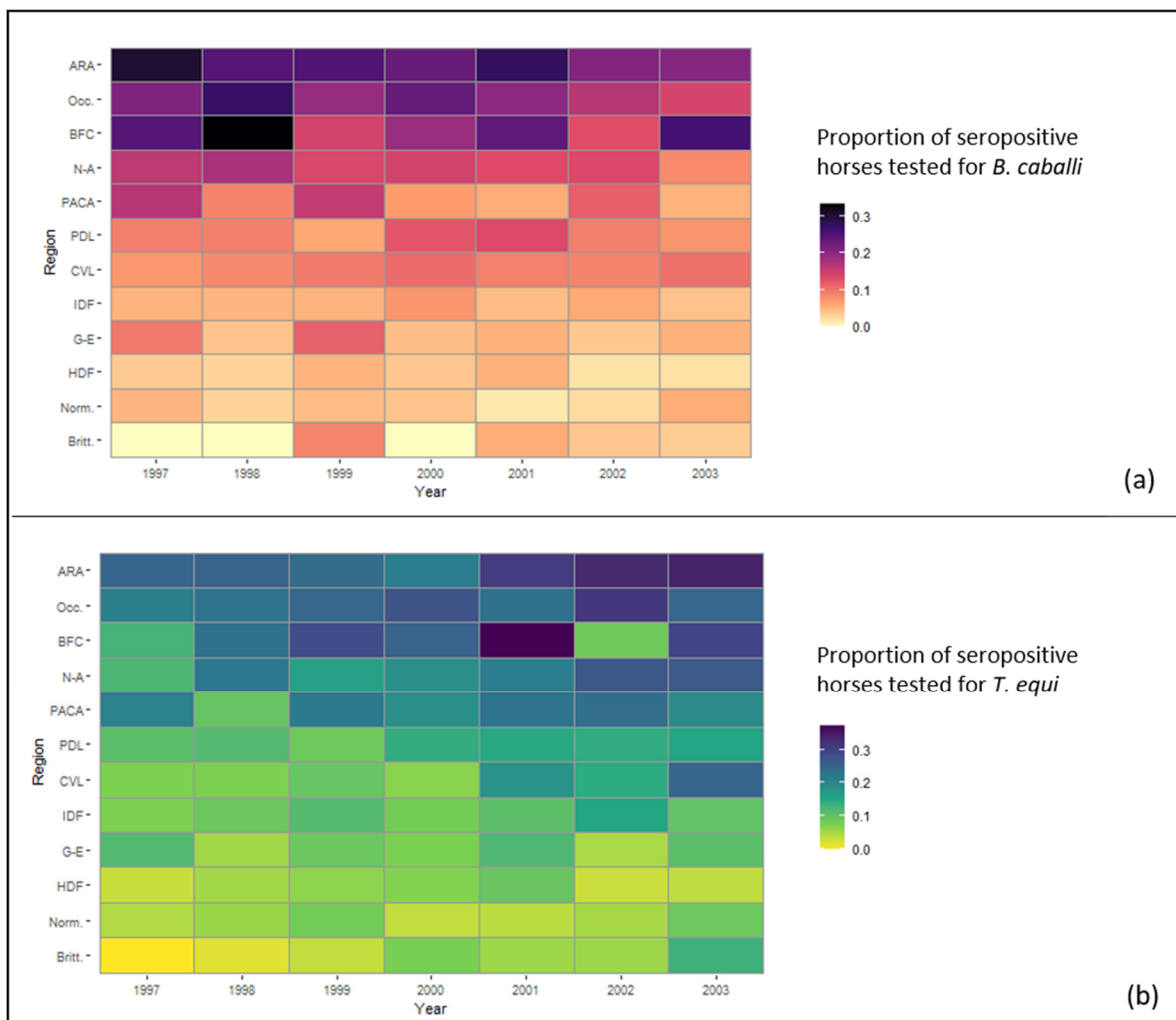 ARA
Occ.
BFC
N-A
PACA
PDL
CVL
IDF
G-E
HDF
Norm.
Britt.
Region
1997 1998 1999 2000 2001 2002 2003
Year
Proportion of seropositive
horses tested for B. caballi
0.3
0.2
0.1
0.0
(a)
ARA
Occ.
BFC
N-A
PACA
PDL
CVL
IDF
G-E
HDF
Norm.
Britt.
Region
1997 1998 1999 2000 2001 2002 2003
Year
Proportion of seropositive
horses tested for T. equi
0.3
0.2
0.1
0.0
(b)